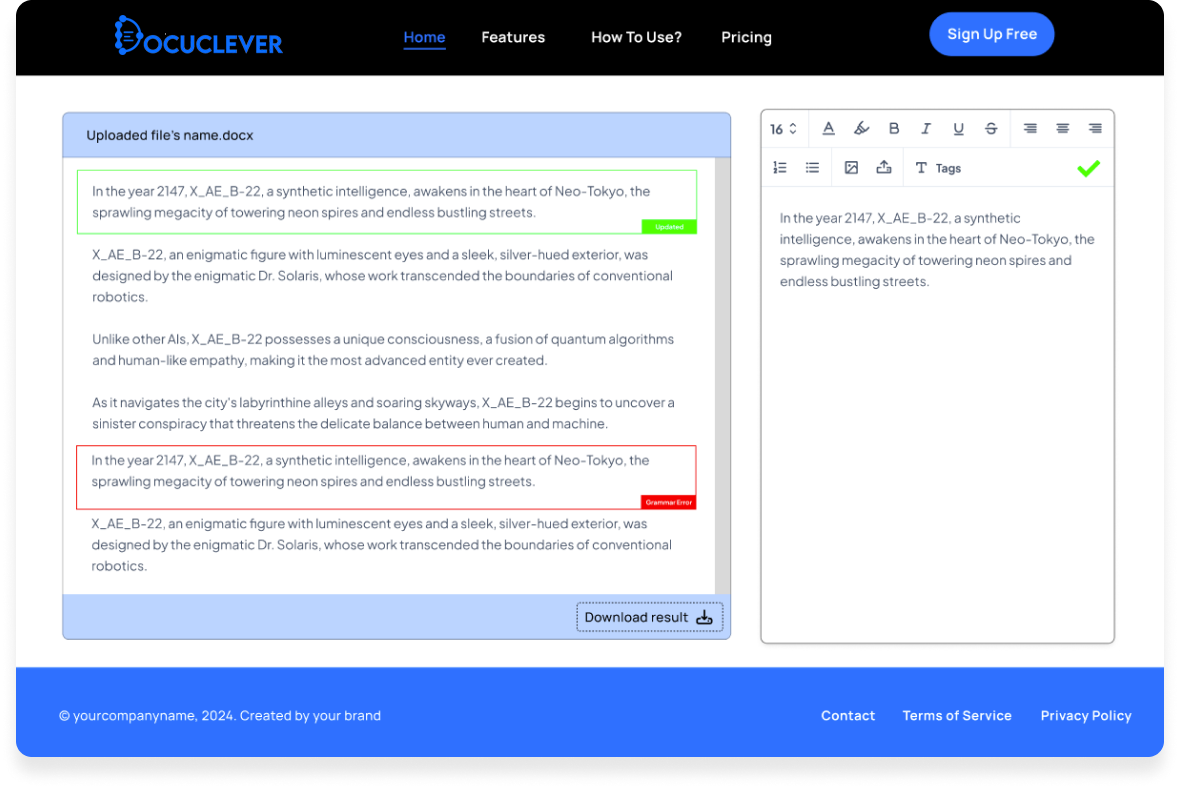 DOCUCLEVER
Home Features How To Use? Pricing
Sign Up Free
Uploaded file's name.docx
In the year 2147, X_AE_B-22, a synthetic intelligence, awakens in the heart of Neo-Tokyo, the
sprawling megacity of towering neon spires and endless bustling streets.
Updated
X_AE_B-22, an enigmatic figure with luminescent eyes and a sleek, silver-hued exterior, was
designed by the enigmatic Dr. Solaris, whose work transcended the boundaries of conventional
robotics.
Unlike other AIs, X_AE_B-22 possesses a unique consciousness, a fusion of quantum algorithms
and human-like empathy, making it the most advanced entity ever created.
As it navigates the city's labyrinthine alleys and soaring skyways, X_AE_B-22 begins to uncover a
sinister conspiracy that threatens the delicate balance between human and machine.
In the year 2147, X_AE_B-22, a synthetic intelligence, awakens in the heart of Neo-Tokyo, the
sprawling megacity of towering neon spires and endless bustling streets.
Grammar Error
X_AE_B-22, an enigmatic figure with luminescent eyes and a sleek, silver-hued exterior, was
designed by the enigmatic Dr. Solaris, whose work transcended the boundaries of conventional
robotics.
Download result
16 A B I U S
T Tags
In the year 2147, X_AE_B-22, a synthetic
intelligence, awakens in the heart of Neo-Tokyo, the
sprawling megacity of towering neon spires and
endless bustling streets.
© yourcompanyname, 2024. Created by your brand
Contact Terms of Service Privacy Policy